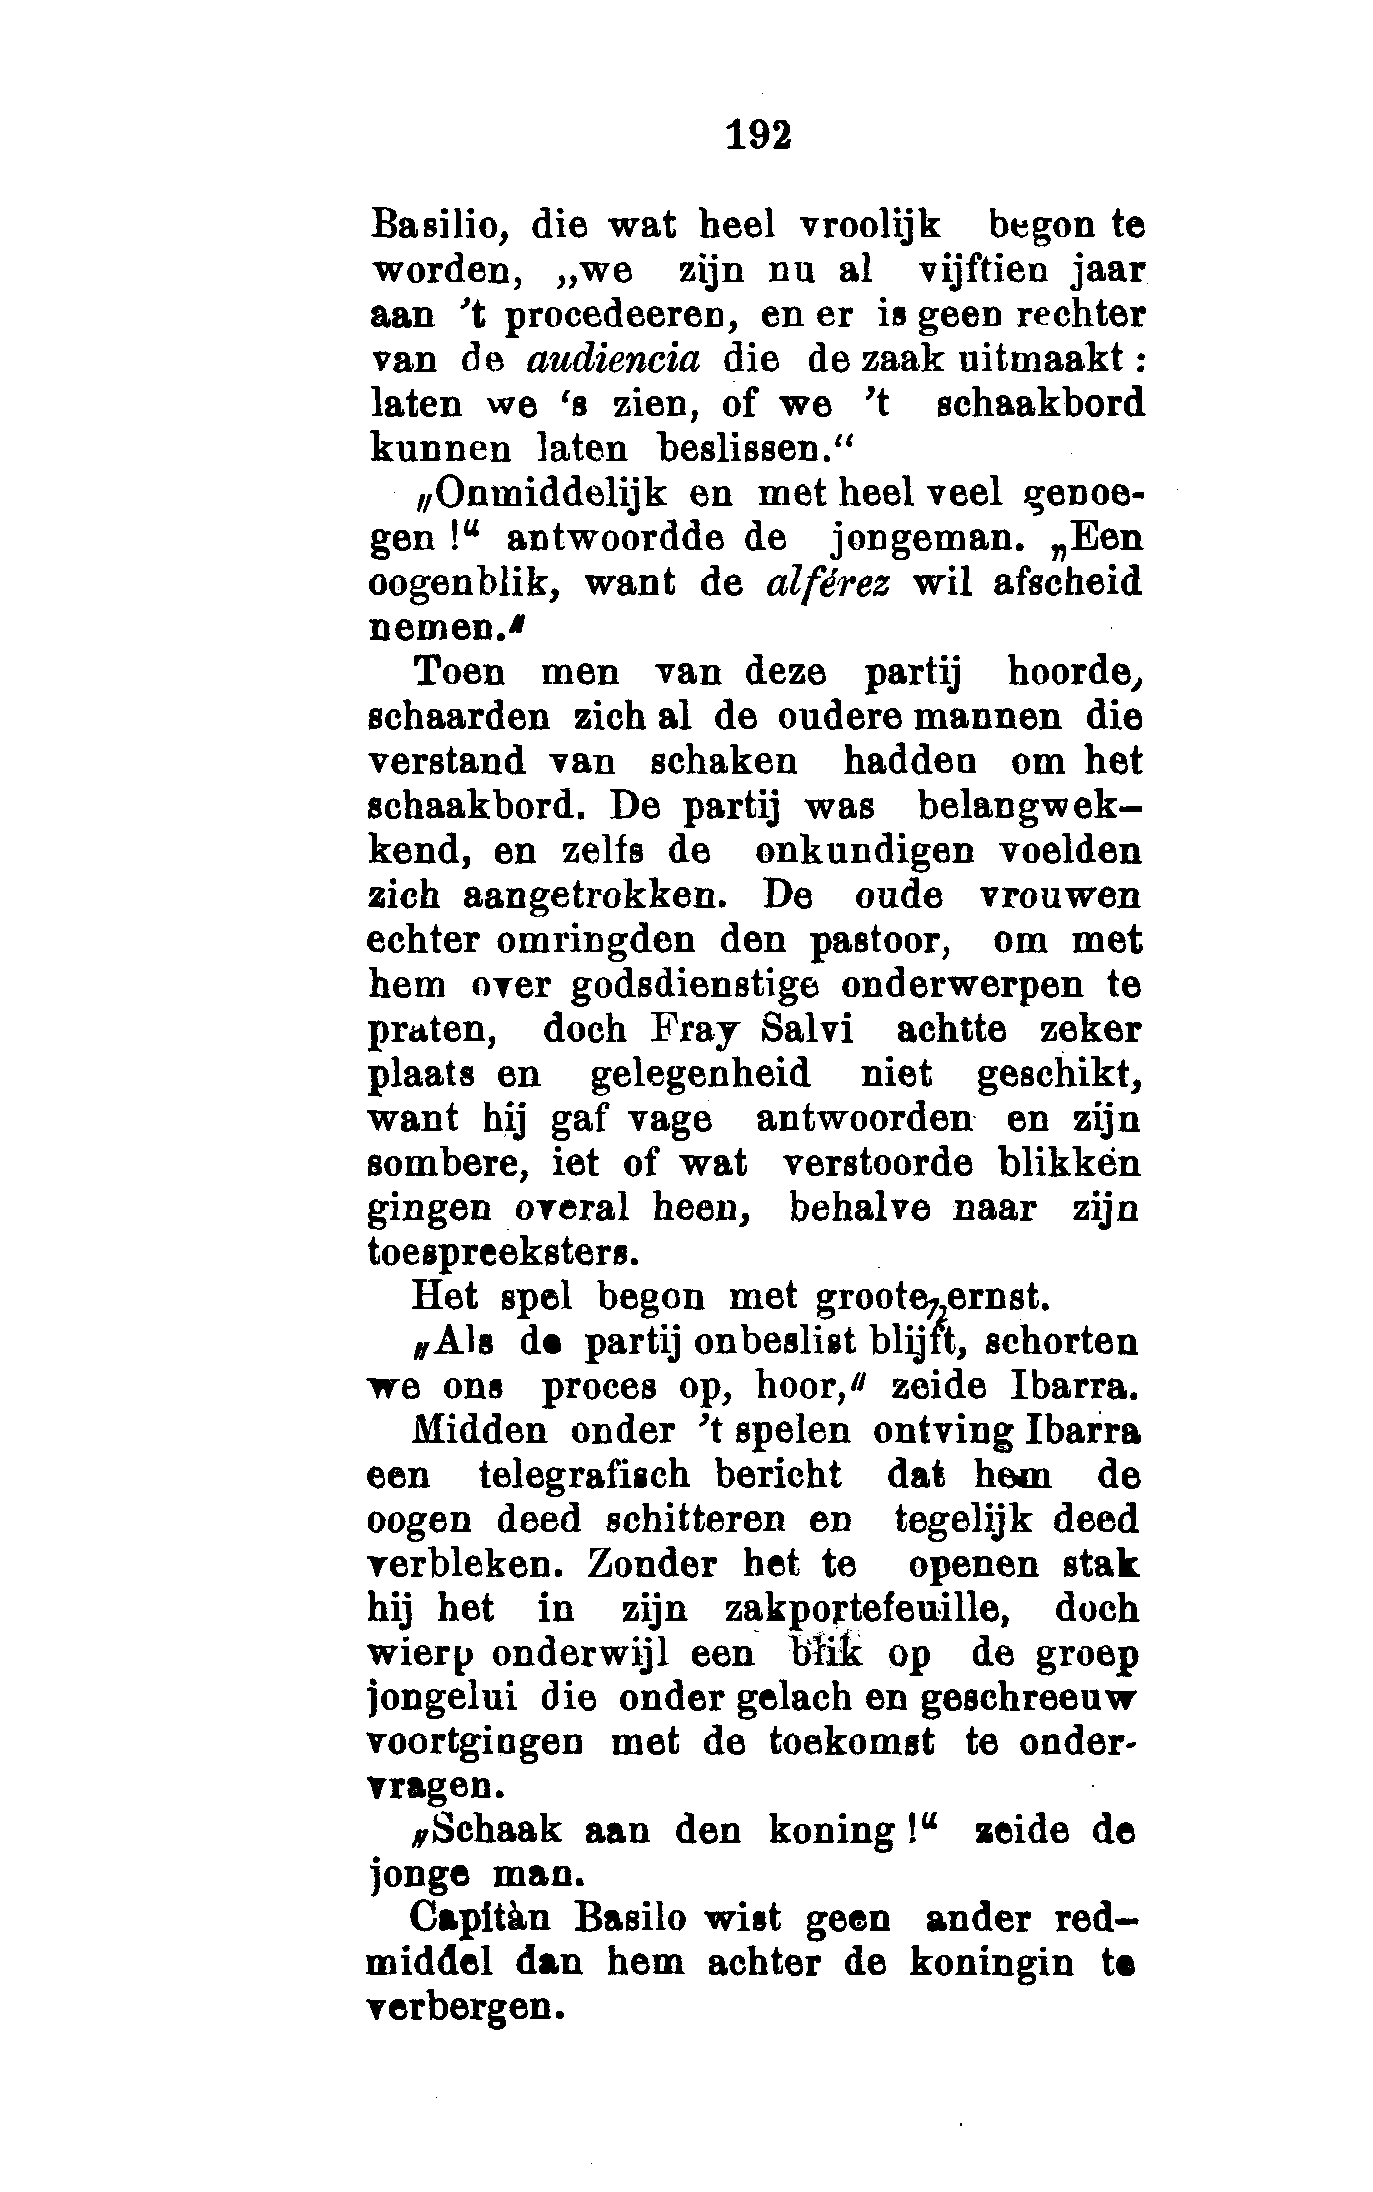 192
Basilio, die wat heel vroolijk begon te
worden, „we zijn nu al vijftien jaar
aan 't procedeeren, en er is geen rechter
van de audiencia die de zaak uitmaakt :
laten we ‘s zien, of we 't schaakbord
kunnen laten beslissen.“
„Onmiddelijk en met heel veel genoe-
gen !“ antwoordde de jongeman. „Een
oogenblik, want de alférez wil afscheid
nemen.“
Toen men van deze partij hoorde,
schaarden zich al de oudere mannen die
verstand van schaken hadden om het
schaakbord. De partij was belangwek-
kend, en zelfs de onkundigen voelden
zich aangetrokken. De oude vrouwen
echter omringden den pastoor, om met
hem over godsdienstige onderwerpen te
praten, doch Fray Salvi achtte zeker
plaats en gelegenheid niet geschikt,
want hij gaf vage antwoorden en zijn
sombere, iet of wat verstoorde blikken
gingen overal heen, behalve naar zijn
toespreeksters.
Het spel begon met grooten ernst.
„Als de partij onbeslist blijft, schorten
we ons proces op, hoor,“ zeide Ibarra.
Midden onder 't spelen ontving Ibarra
een telegrafisch bericht dat hem de
oogen deed schitteren en tegelijk deed
verbleken. Zonder het te openen stak
hij het in zijn zakportefeuille, doch
wierp onderwijl een blik op de groep
jongelui die onder gelach en geschreeuw
voortgingen met de toekomst te onder-
vragen.
„Schaak aan den koning !“ zeide de
jonge man.
Capitàn Basilo wist geen ander red-
middel dan hem achter de koningin te
verbergen.